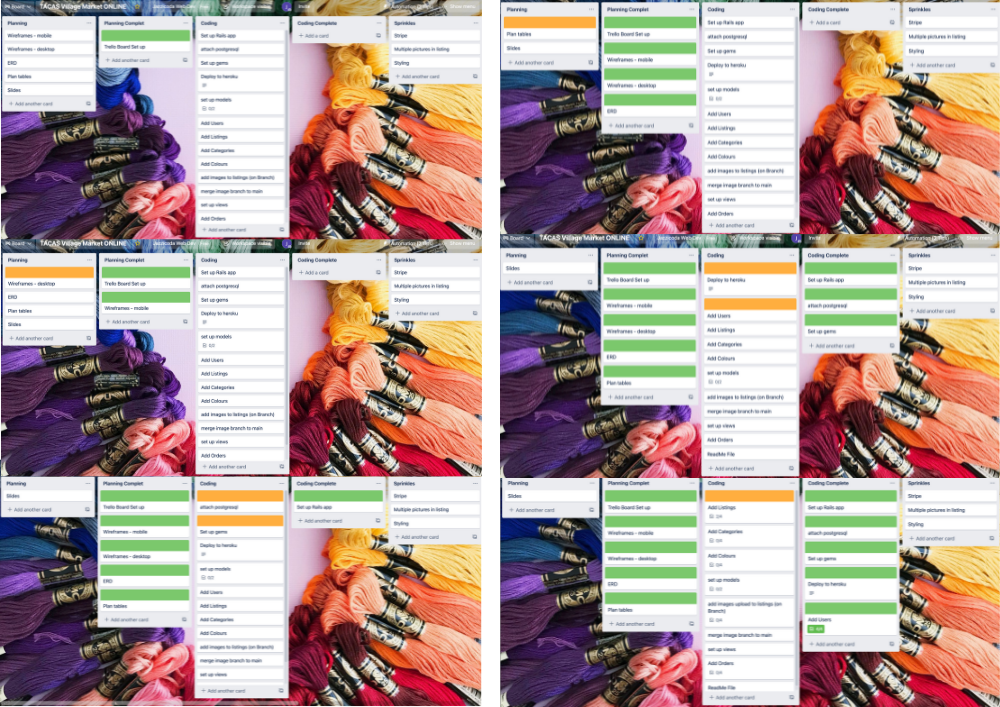 Board
TACAS Village Market ONLINE
Planning
Wireframes - mobile
Wireframes - desktop
ERD
Plan tables
Slides
+ Add another card
Planning Complet
Trello Board Set up
+ Add another card
Coding
Set up Rails app
attach postgresql
Set up gems
Deploy to heroku
set up models
0/2
Add Users
Add Listings
Add Categories
Add Colours
add images to listings (on Branch)
merge image branch to main
set up views
Add Orders
+ Add another card
Coding Complete
+ Add a card
Sprinkles
Stripe
Multiple pictures in listing
Styling
+ Add another card
Planning
Plan tables
Slides
+ Add another card
Planning Complet
Trello Board Set up
Wireframes - mobile
Wireframes - desktop
ERD
+ Add another card
Coding
Set up Rails app
attach postgresql
Set up gems
Deploy to heroku
set up models
0/2
Add Users
Add Listings
Add Categories
Add Colours
add images to listings (on Branch)
merge image branch to main
set up views
Add Orders
+ Add another card
Coding Complete
+ Add a card
Sprinkles
Stripe
Multiple pictures in listing
Styling
+ Add another card
Board
TACAS Village Market ONLINE
Invite
Planning
Wireframes - desktop
ERD
Plan tables
Slides
+ Add another card
Planning Complet
Trello Board Set up
Wireframes - mobile
+ Add another card
Coding
Set up Rails app
attach postgresql
Set up gems
Deploy to heroku
set up models
0/2
Add Users
Add Listings
Add Categories
Add Colours
add images to listings (on Branch)
merge image branch to main
set up views
Add Orders
+ Add another card
Coding Complete
+ Add a card
Sprinkles
Stripe
Multiple pictures in listing
Styling
+ Add another card
Board
TACAS Village Market ONLINE
Invite
Planning
Slides
+ Add another card
Planning Complet
Trello Board Set up
Wireframes - mobile
Wireframes - desktop
ERD
Plan tables
+ Add another card
Coding
Deploy to heroku
Add Users
Add Listings
Add Categories
Add Colours
set up models
0/2
add images to listings (on Branch)
merge image branch to main
set up views
Add Orders
ReadMe File
+ Add another card
Coding Complete
Set up Rails app
attach postgresql
Set up gems
+ Add another card
Sprinkles
Stripe
Multiple pictures in listing
Styling
+ Add another card
Planning
Slides
+ Add another card
Planning Complet
Trello Board Set up
Wireframes - mobile
Wireframes - desktop
ERD
Plan tables
+ Add another card
Coding
attach postgresql
Set up gems
Deploy to heroku
set up models
0/2
Add Users
Add Listings
Add Categories
Add Colours
add images to listings (on Branch)
merge image branch to main
set up views
+ Add another card
Coding Complete
Set up Rails app
+ Add another card
Sprinkles
Stripe
Multiple pictures in listing
Styling
+ Add another card
Planning
Slides
+ Add another card
Planning Complet
Trello Board Set up
Wireframes - mobile
Wireframes - desktop
ERD
Plan tables
+ Add another card
Coding
Add Listings
Add Categories
Add Colours
set up models
add images upload to listings (on
Branch)
merge image branch to main
set up views
Add Orders
ReadMe File
+ Add another card
Coding Complete
Set up Rails app
attach postgresql
Set up gems
Deploy to heroku
Add Users
+ Add another card
Sprinkles
Stripe
Multiple pictures in listing
Styling
+ Add another card